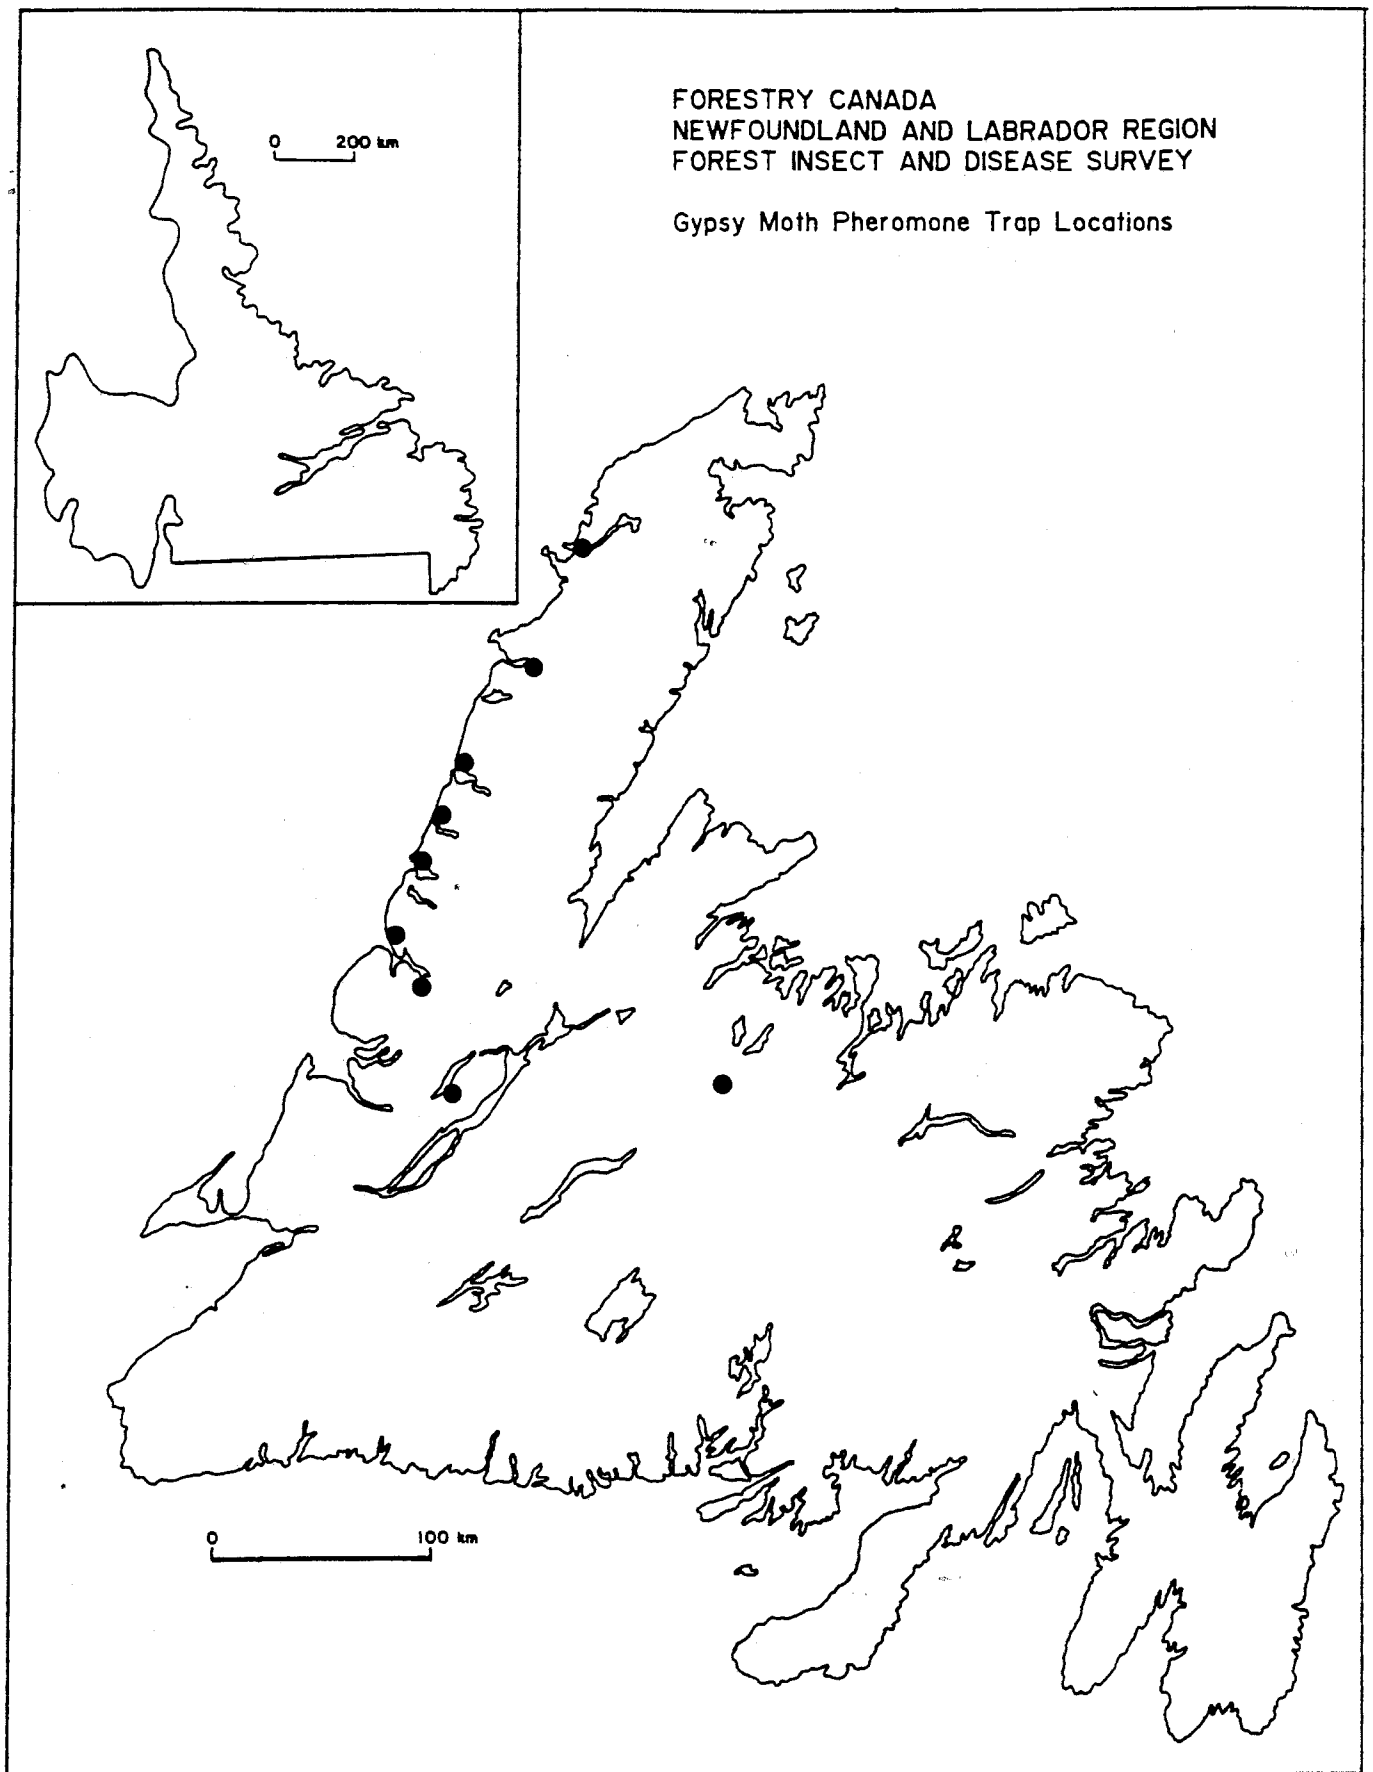 FORESTRY CANADA
NEWFOUNDLAND AND LABRADOR REGION
FOREST INSECT AND DISEASE SURVEY
Gypsy Moth Pheromone Trap Locations
0 200 km
0 100 km